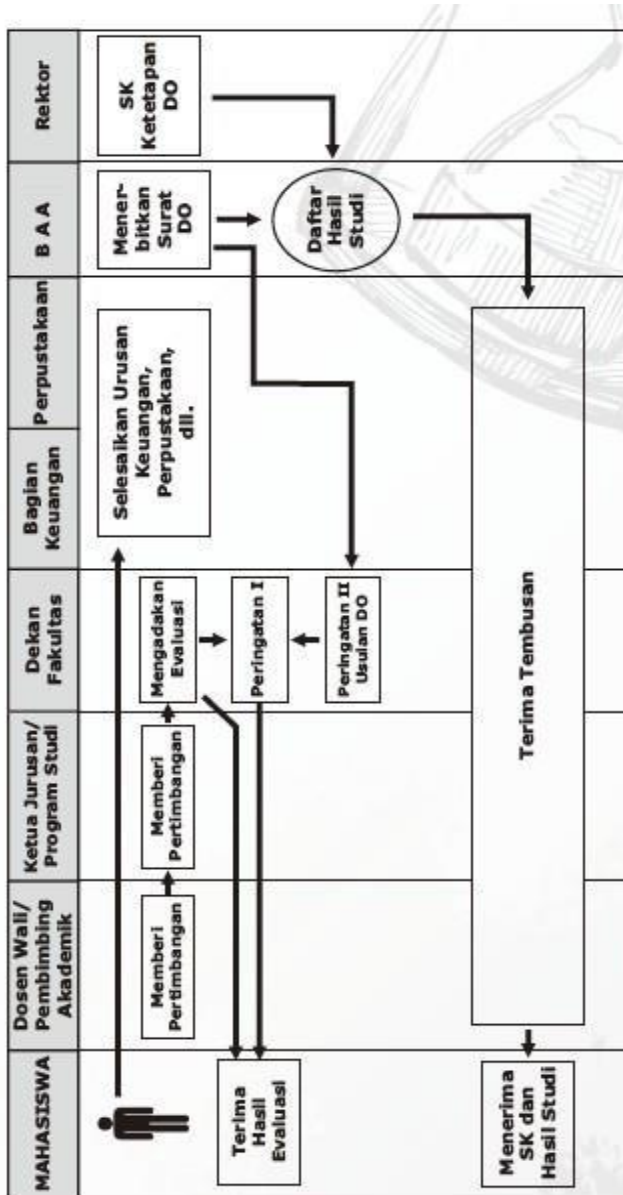 MAHASISWA
Dosen Wali/
Pembimbing
Akademik
Ketua Jurusan/
Program Studi
Dekan
Fakultas
Bagian
Keuangan
Perpustakaan
B A A
Rektor
Selesaikan Urusan
Keuangan,
Perpustakaan,
dll.
Mener-
bitkan
Surat
DO
SK
Ketetapan
DO
Memberi
Pertimbangan
Memberi
Pertimbangan
Mengadakan
Evaluasi
Terima
Hasil
Evaluasi
Peringatan I
Daftar
Hasil
Studi
Peringatan II
Usulan DO
Menerima
SK dan
Hasil Studi
Terima Tembusan